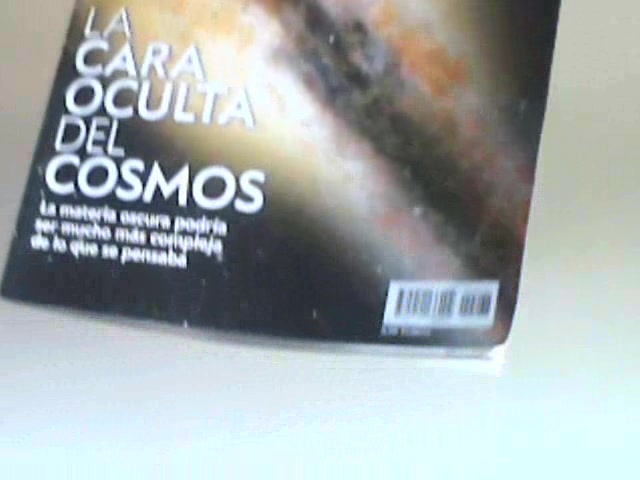 LA
CARA
OCULTA
DEL
COSMOS
La materia oscura podría
ser mucho más compleja
de lo que se pensaba